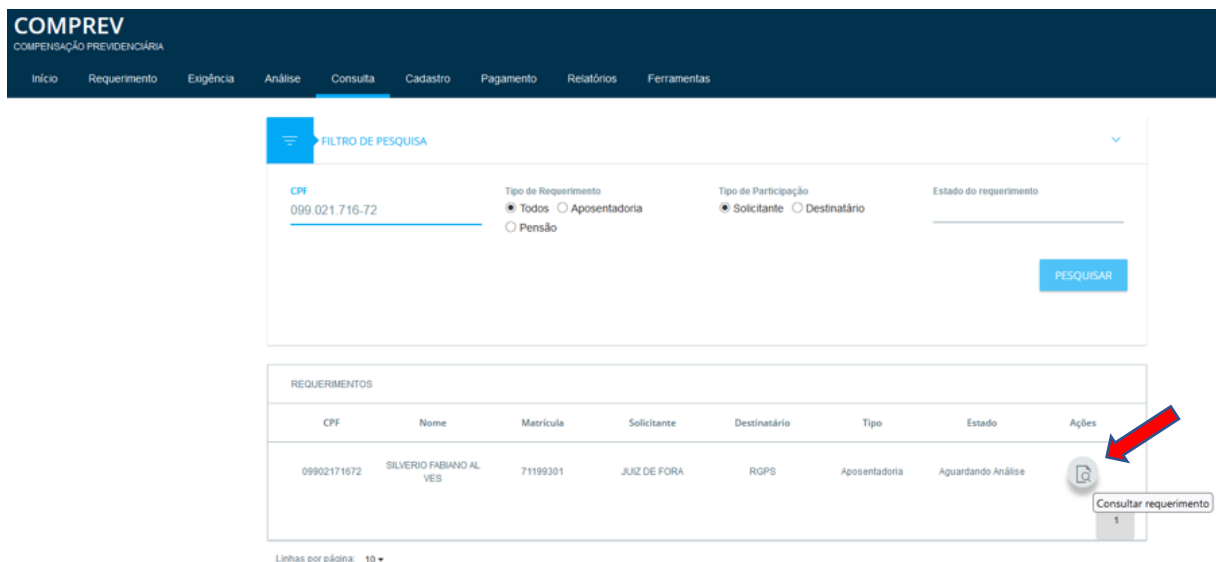 COMPREV
COMPENSAÇÃO PREVIDENCIÁRIA
Início Requerimento Exigência Análise Consulta Cadastro Pagamento Relatórios Ferramentas
FILTRO DE PESQUISA
CPF Tipo de Requerimento Tipo de Participação Estado do requerimento
099.021.716-72 Todos Aposentadoria Solicitante Destinatário
Pensão
PESQUISAR
REQUERIMENTOS
CPF Nome Matrícula Solicitante Destinatário Tipo Estado Ações
09902171672 SILVERIO FABIANO AL 71199301 JUIZ DE FORA RGPS Aposentadoria Aguardando Análise
VES
Consultar requerimento
1
Linhas por página: 10